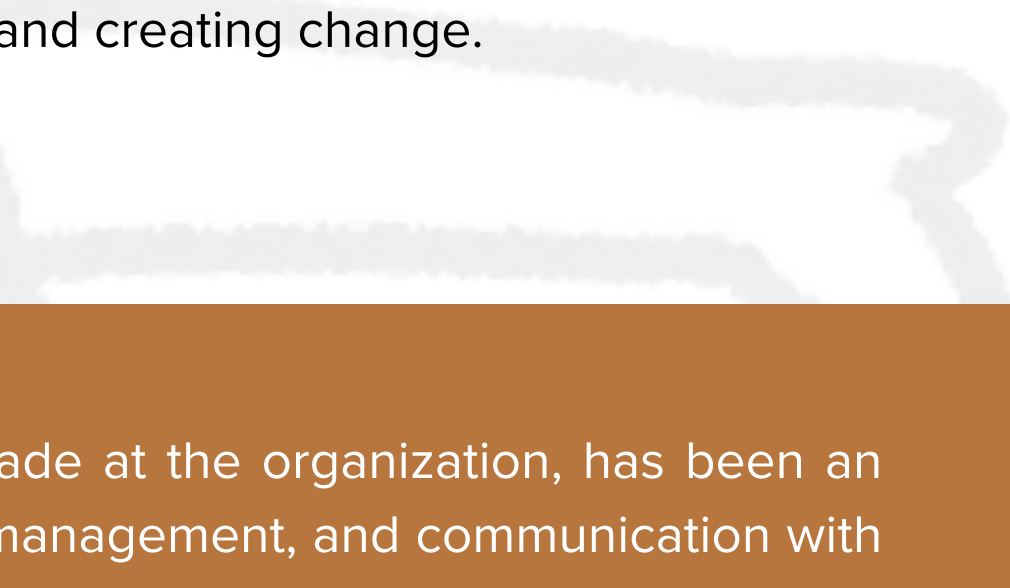 and creating change.
ade at the organization, has been an
management, and communication with